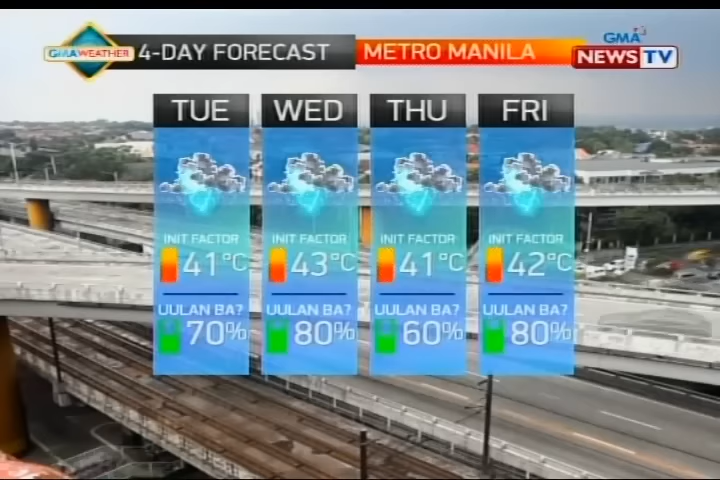 GMA WEATHER 4-DAY FORECAST METRO MANILA
GMA
NEWS TV
TUE WED THU FRI
INIT FACTOR INIT FACTOR INIT FACTOR INIT FACTOR
41°C 43°C 41°C 42°C
UULAN BA? UULAN BA? UULAN BA? UULAN BA?
70% 80% 60% 80%